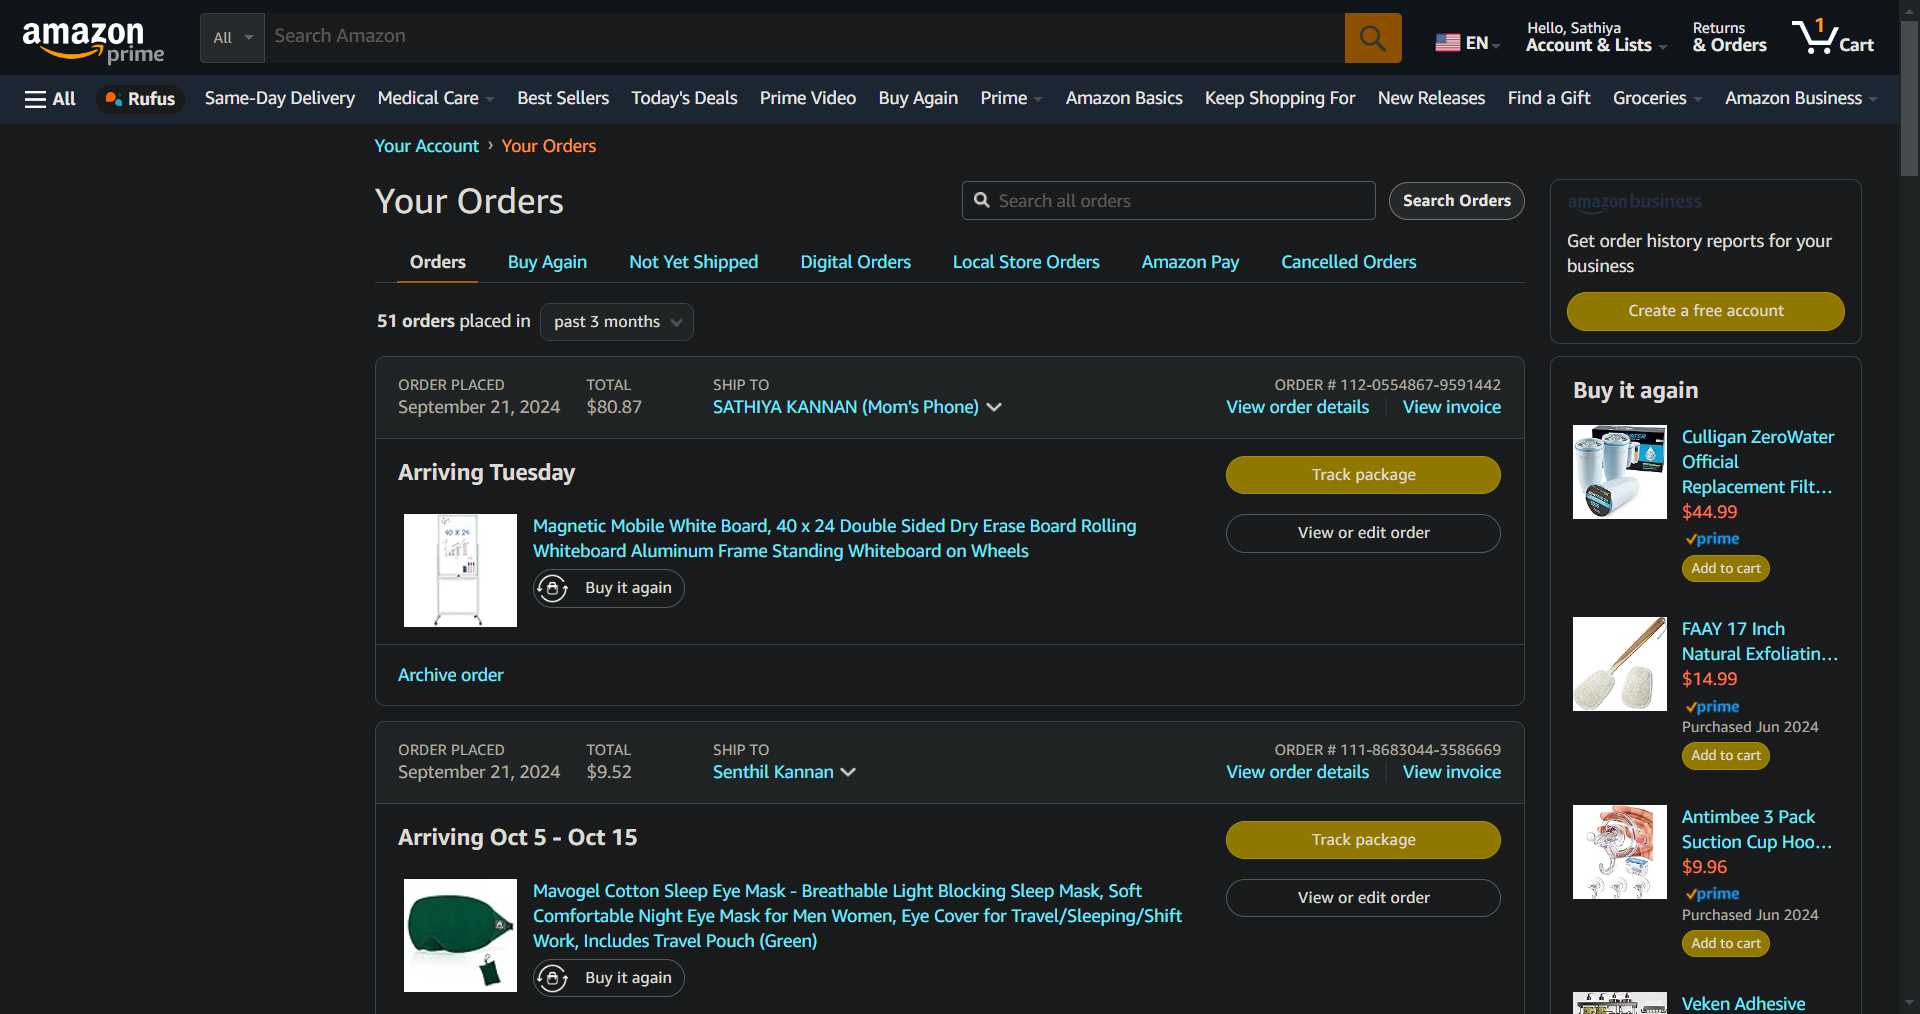 amazon
prime
All
Search Amazon
EN
Hello, Sathiya
Account & Lists
Returns
& Orders
1
Cart
All
Rufus
Same-Day Delivery
Medical Care
Best Sellers
Today's Deals
Prime Video
Buy Again
Prime
Amazon Basics
Keep Shopping For
New Releases
Find a Gift
Groceries
Amazon Business
Your Account › Your Orders
Your Orders
Search all orders
Search Orders
Orders
Buy Again
Not Yet Shipped
Digital Orders
Local Store Orders
Amazon Pay
Cancelled Orders
51 orders placed in
past 3 months
ORDER PLACED
September 21, 2024
TOTAL
$80.87
SHIP TO
SATHIYA KANNAN (Mom's Phone)
ORDER # 112-0554867-9591442
View order details
View invoice
Arriving Tuesday
40 X 24
Magnetic Mobile White Board, 40 x 24 Double Sided Dry Erase Board Rolling
Whiteboard Aluminum Frame Standing Whiteboard on Wheels
Buy it again
Track package
View or edit order
Archive order
ORDER PLACED
September 21, 2024
TOTAL
$9.52
SHIP TO
Senthil Kannan
ORDER # 111-8683044-3586669
View order details
View invoice
Arriving Oct 5 - Oct 15
Mavogel Cotton Sleep Eye Mask - Breathable Light Blocking Sleep Mask, Soft
Comfortable Night Eye Mask for Men Women, Eye Cover for Travel/Sleeping/Shift
Work, Includes Travel Pouch (Green)
Buy it again
Track package
View or edit order
amazon business
Get order history reports for your
business
Create a free account
Buy it again
Culligan ZeroWater
Official
Replacement Filt…
$44.99
prime
Add to cart
FAAY 17 Inch
Natural Exfoliatin…
$14.99
prime
Purchased Jun 2024
Add to cart
Antimbee 3 Pack
Suction Cup Hoo…
$9.96
prime
Purchased Jun 2024
Add to cart
Veken Adhesive